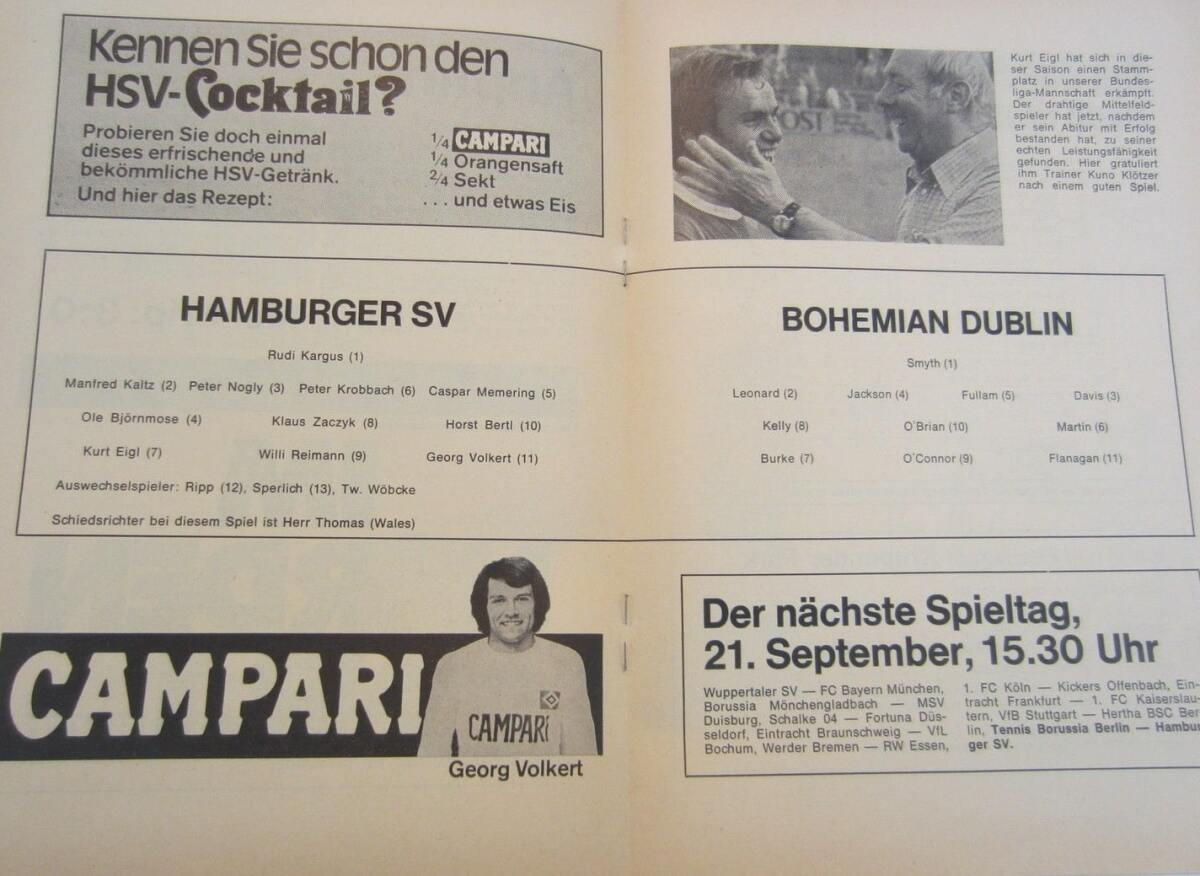 Kennen Sie schon den
HSV-Cocktail?
Probieren Sie doch einmal
dieses erfrischende und
bekömmliche HSV-Getränk.
Und hier das Rezept:
1/4 CAMPARI
1/4 Orangensaft
2/4 Sekt
... und etwas Eis
OST
Kurt Eigl hat sich in die-
ser Saison einen Stamm-
platz in unserer Bundes-
liga-Mannschaft erkämpft.
Der drahtige Mittelfeld-
spieler hat jetzt, nachdem
er sein Abitur mit Erfolg
bestanden hat, zu seiner
echten Leistungsfähigkeit
gefunden. Hier gratuliert
ihm Trainer Kuno Klötzer
nach einem guten Spiel.
HAMBURGER SV
Rudi Kargus (1)
Manfred Kaltz (2) Peter Nogly (3) Peter Krobbach (6) Caspar Memering (5)
Ole Björnmose (4) Klaus Zaczyk (8) Horst Bertl (10)
Kurt Eigl (7) Willi Reimann (9) Georg Volkert (11)
Auswechselspieler: Ripp (12), Sperlich (13), Tw. Wöbcke
Schiedsrichter bei diesem Spiel ist Herr Thomas (Wales)
BOHEMIAN DUBLIN
Smyth (1)
Leonard (2) Jackson (4) Fullam (5) Davis (3)
Kelly (8) O'Brian (10) Martin (6)
Burke (7) O'Connor (9) Flanagan (11)
CAMPARI
CAMPARI
Georg Volkert
Der nächste Spieltag,
21. September, 15.30 Uhr
Wuppertaler SV — FC Bayern München,
Borussia Mönchengladbach — MSV
Duisburg, Schalke 04 — Fortuna Düs-
seldorf, Eintracht Braunschweig — VfL
Bochum, Werder Bremen — RW Essen,
1. FC Köln — Kickers Offenbach, Ein-
tracht Frankfurt — 1. FC Kaiserslau-
tern, VfB Stuttgart — Hertha BSC Ber-
lin, Tennis Borussia Berlin — Hambur-
ger SV.